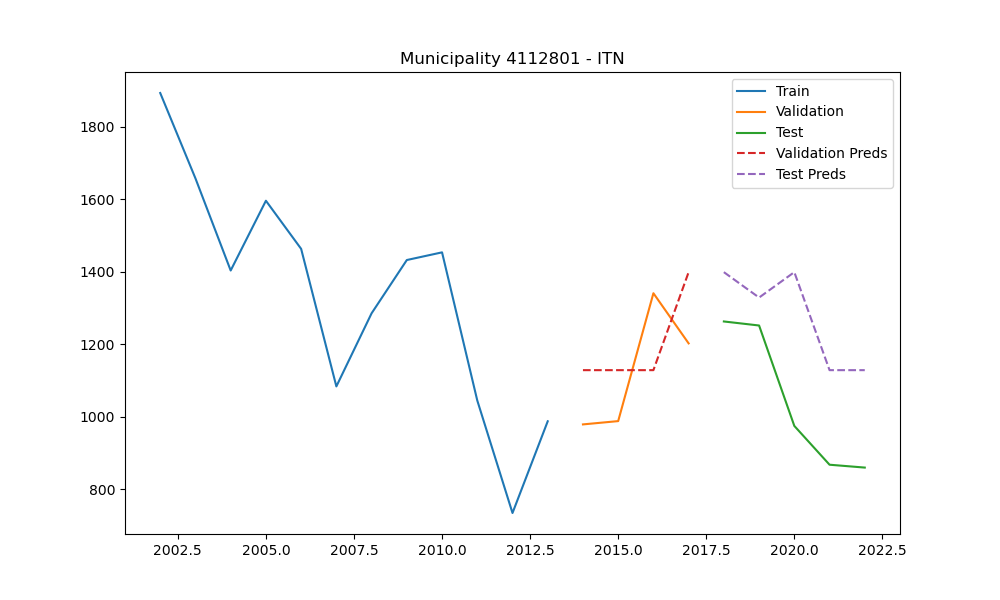 Municipality 4112801 - ITN
Train
Validation
Test
Validation Preds
Test Preds
1800
1600
1400
1200
1000
800
2002.5 2005.0 2007.5 2010.0 2012.5 2015.0 2017.5 2020.0 2022.5